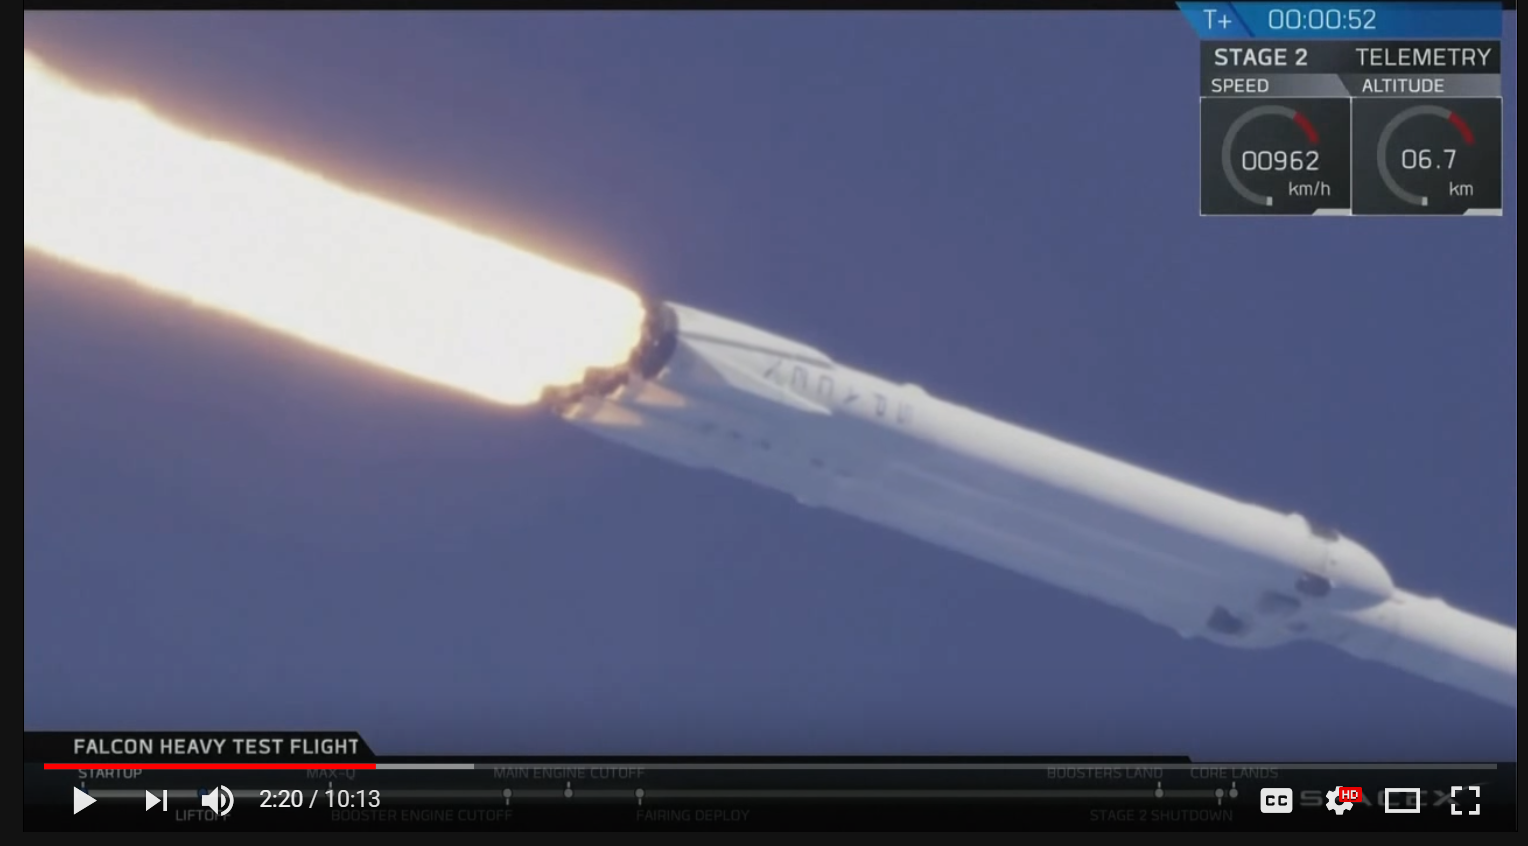 T+ 00:00:52
STAGE 2 TELEMETRY
SPEED ALTITUDE
00962 06.7
km/h km
FALCON HEAVY TEST FLIGHT
STARTUP MAX-Q MAIN ENGINE CUTOFF BOOSTERS LAND CORE LANDS
2:20 / 10:13 CC HD SPACEX
LIFTOFF BOOSTER ENGINE CUTOFF FAIRING DEPLOY STAGE 2 SHUTDOWN